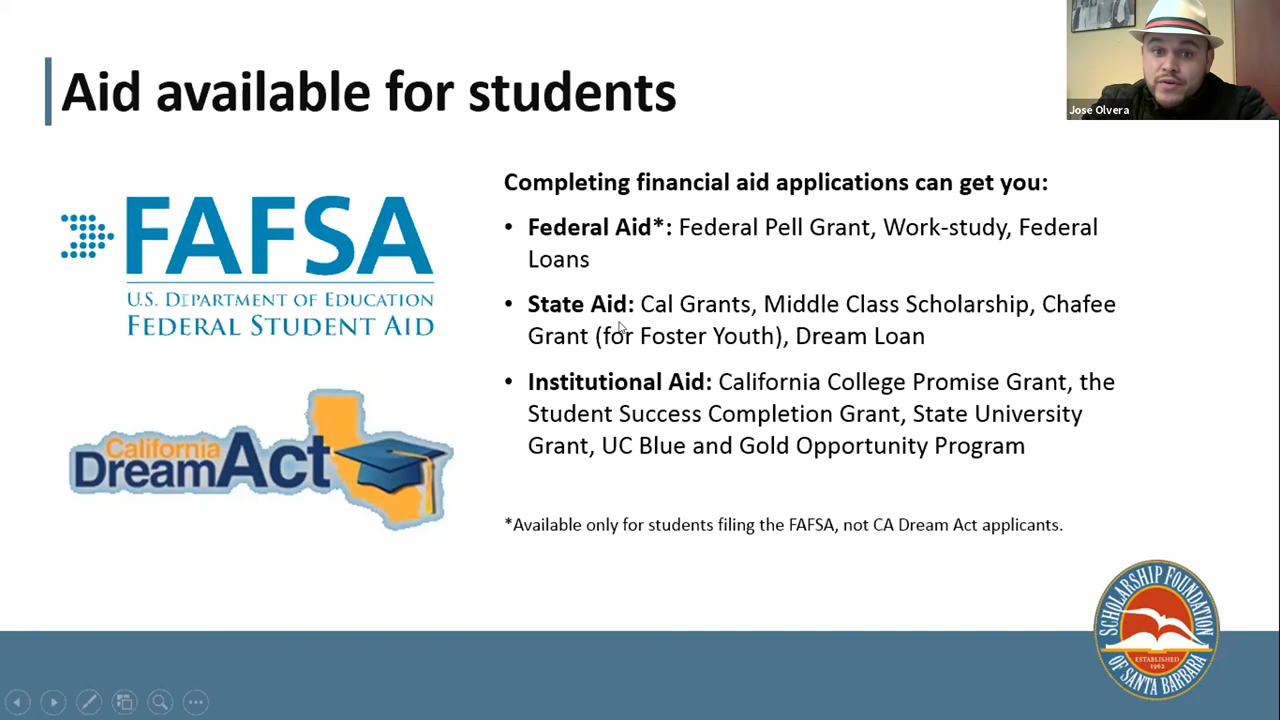 Aid available for students
Jose Olvera
FAFSA
U.S. DEPARTMENT OF EDUCATION
FEDERAL STUDENT AID
California
DreamAct
Completing financial aid applications can get you:
• Federal Aid*: Federal Pell Grant, Work-study, Federal
Loans
• State Aid: Cal Grants, Middle Class Scholarship, Chafee
Grant (for Foster Youth), Dream Loan
• Institutional Aid: California College Promise Grant, the
Student Success Completion Grant, State University
Grant, UC Blue and Gold Opportunity Program
*Available only for students filing the FAFSA, not CA Dream Act applicants.
SCHOLARSHIP FOUNDATION
ESTABLISHED
1962
OF SANTA BARBARA